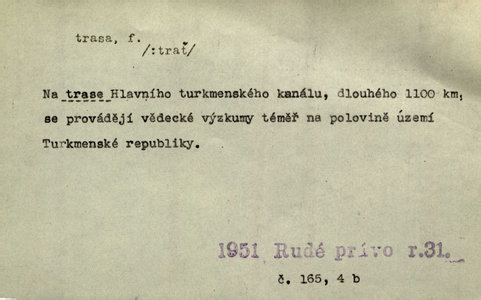 trasa, f.
/:trať/
Na trase Hlavního turkmenského kanálu, dlouhého 1100 km,
se provádějí vědecké výzkumy téměř na polovině území
Turkmenské republiky.
1951 Rudé právo r.31.
č. 165, 4 b